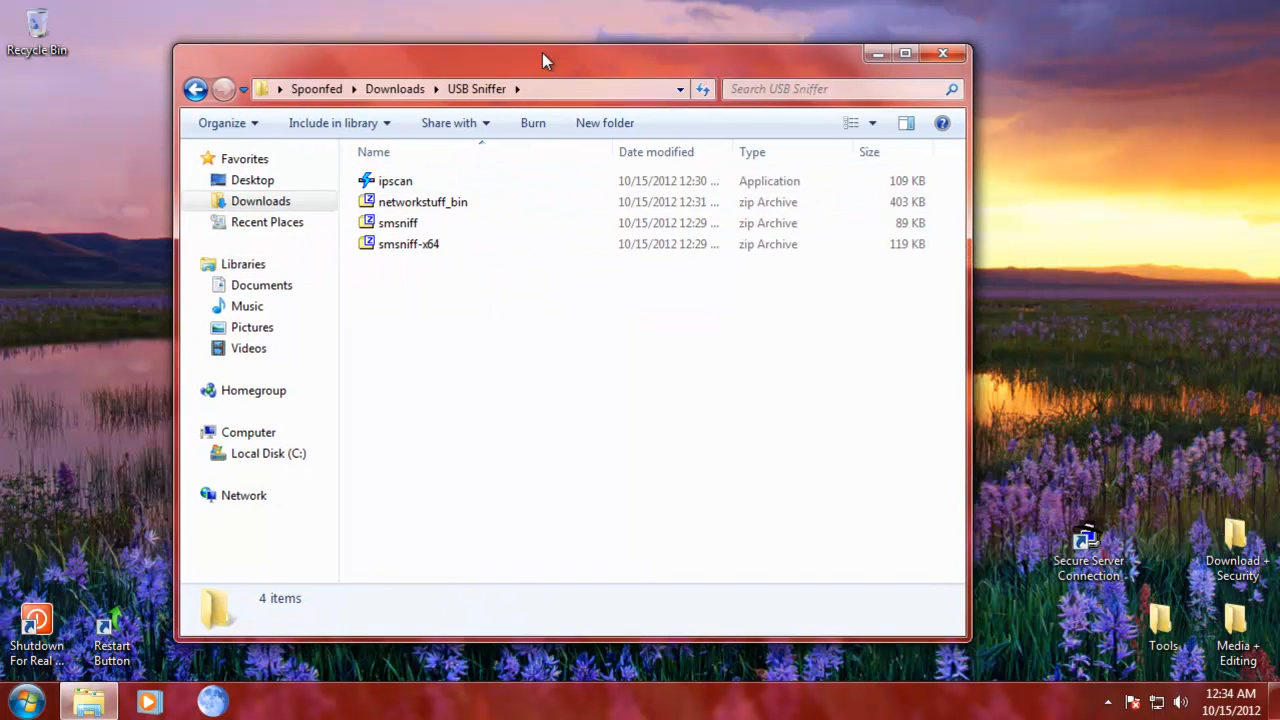 Recycle Bin
Spoonfed
Downloads
USB Sniffer
Search USB Sniffer
Organize
Include in library
Share with
Burn
New folder
Name
Date modified
Type
Size
Favorites
Desktop
Downloads
Recent Places
Libraries
Documents
Music
Pictures
Videos
Homegroup
Computer
Local Disk (C:)
Network
ipscan 10/15/2012 12:30 ... Application 109 KB
networkstuff_bin 10/15/2012 12:31 ... zip Archive 403 KB
smsniff 10/15/2012 12:29 ... zip Archive 89 KB
smsniff-x64 10/15/2012 12:29 ... zip Archive 119 KB
4 items
Secure Server
Connection
Download +
Security
Shutdown
For Real ...
Restart
Button
Tools
Media +
Editing
12:34 AM
10/15/2012